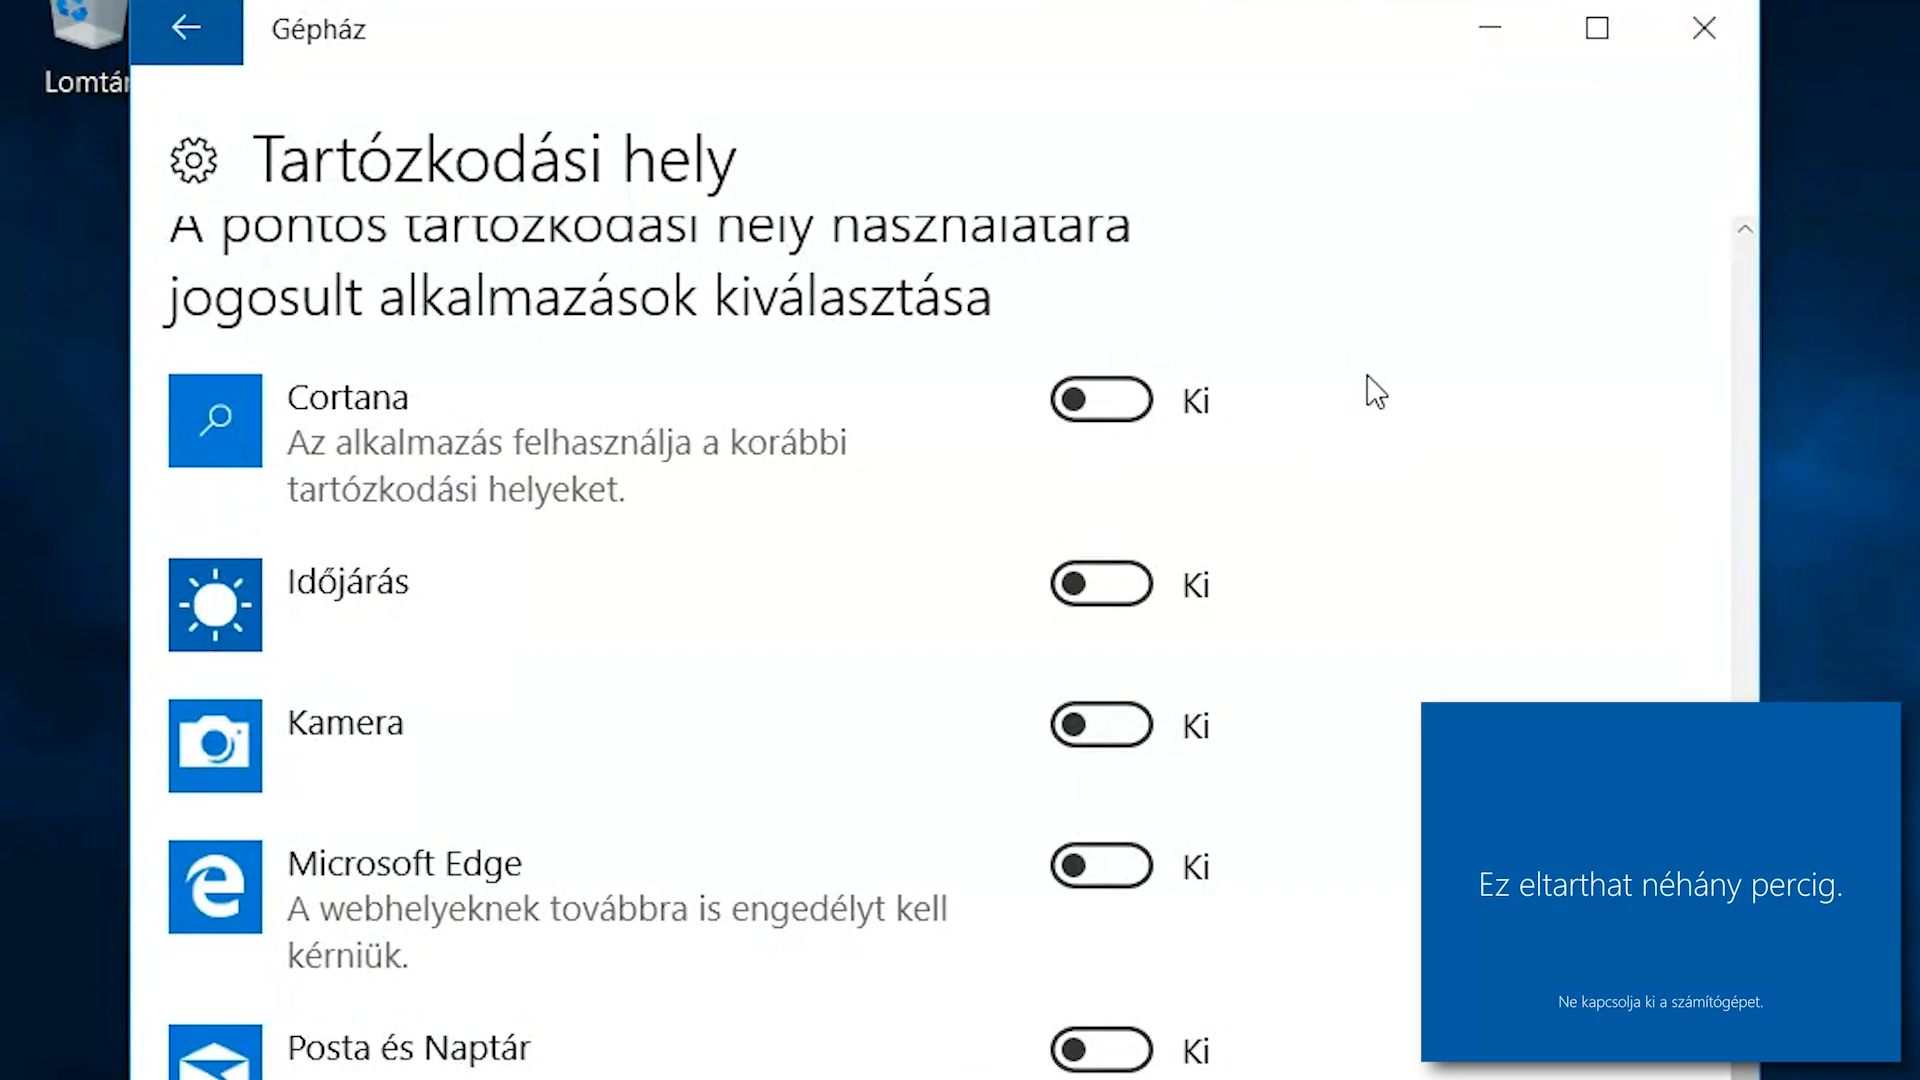 Gépház
Lomtár
Tartózkodási hely
A pontos tartózkodási hely használatára
jogosult alkalmazások kiválasztása
Cortana
Ki
Az alkalmazás felhasználja a korábbi
tartózkodási helyeket.
Időjárás
Ki
Kamera
Ki
Microsoft Edge
Ki
A webhelyeknek továbbra is engedélyt kell
kérniük.
Posta és Naptár
Ki
Ez eltarthat néhány percig.
Ne kapcsolja ki a számítógépet.